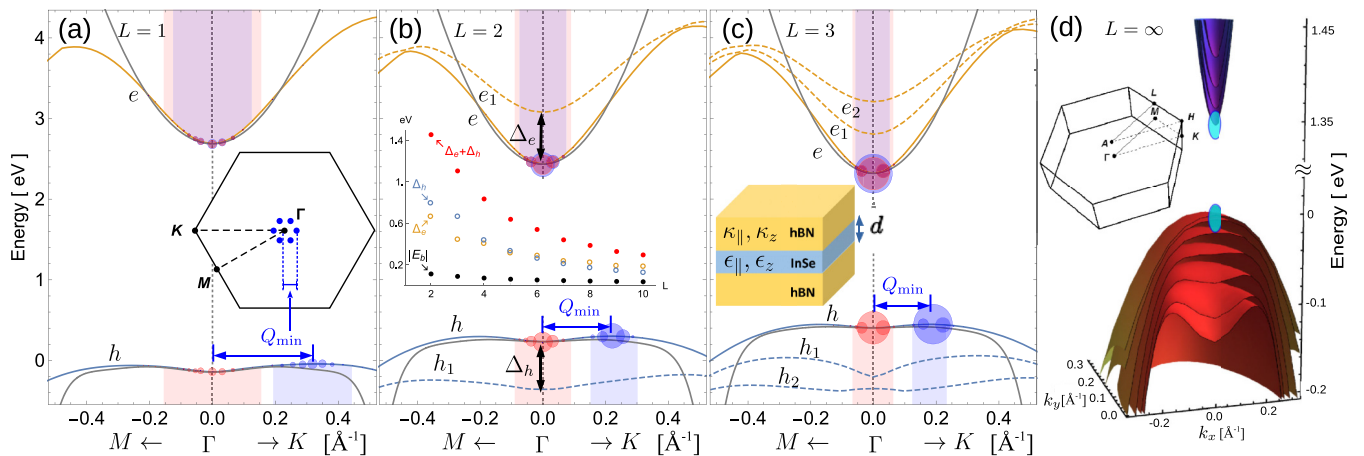 (a)
L = 1
4
3
2
1
0
Energy [ eV ]
e
K
Γ
M
Q_min
h
−0.4
−0.2
0.0
0.2
0.4
M ← Γ → K [Å⁻¹]
(b)
L = 2
e₁
e
Δ_e
eV
1.4
1
0.6
0.2
Δ_e+Δ_h
Δ_h
Δ_e
|E_b|
2
4
6
8
10
L
Q_min
h
h₁
Δ_h
−0.4
−0.2
0.0
0.2
0.4
M ← Γ → K [Å⁻¹]
(c)
L = 3
e₂
e₁
e
κ_∥, κ_z hBN
d
ϵ_∥, ϵ_z InSe
hBN
Q_min
h
h₁
h₂
−0.4
−0.2
0.0
0.2
0.4
M ← Γ → K [Å⁻¹]
(d)
L = ∞
L
M
H
A
K
Γ
1.45
1.35
0
-0.1
-0.2
Energy [ eV ]
0.3
0.2
0.1
0.0
k_y[Å⁻¹]
-0.2
0
0.2
k_x [Å⁻¹]